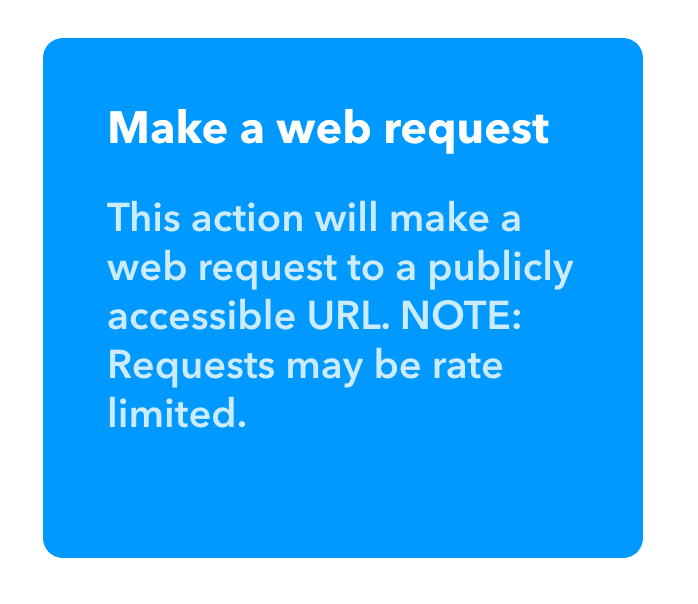 Make a web request
This action will make a
web request to a publicly
accessible URL. NOTE:
Requests may be rate
limited.